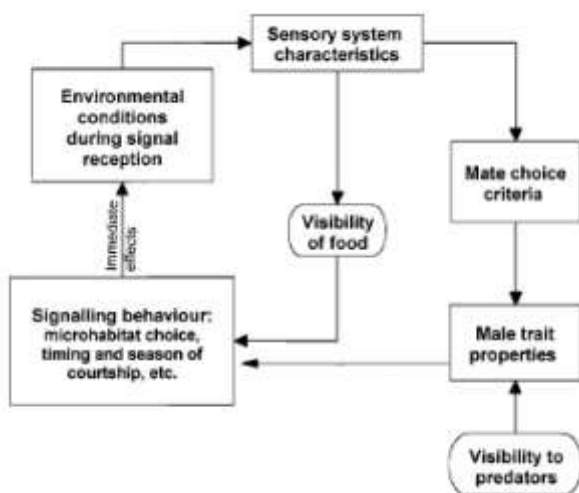 Sensory system
characteristics
Environmental
conditions
during signal
reception
Mate choice
criteria
Visibility
of food
Immediate
effects
Signalling behaviour:
microhabitat choice,
timing and season of
courtship, etc.
Male trait
properties
Visibility to
predators